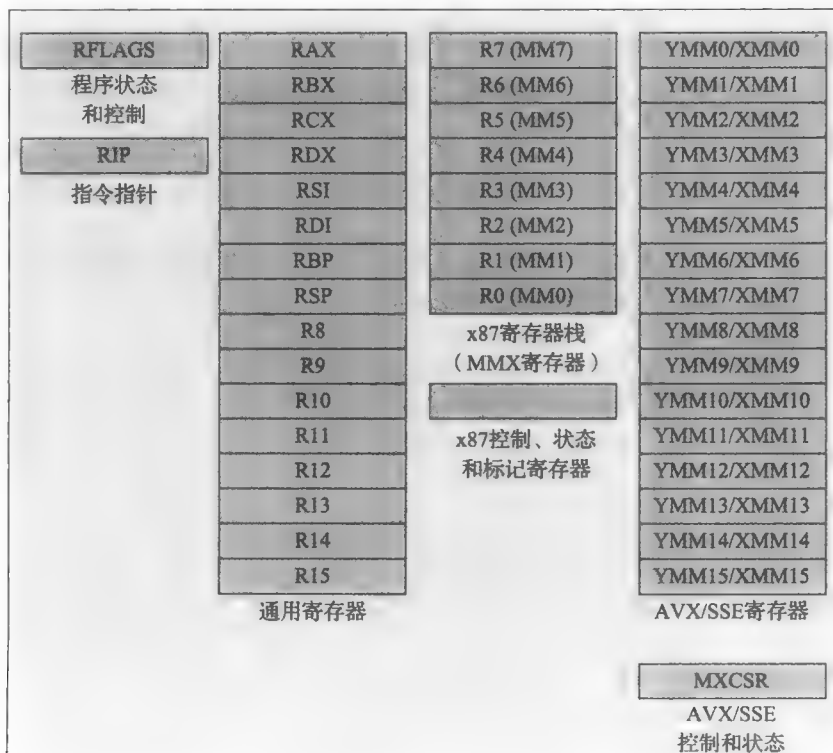 RFLAGS
程序状态
和控制
RIP
指令指针
RAX
RBX
RCX
RDX
RSI
RDI
RBP
RSP
R8
R9
R10
R11
R12
R13
R14
R15
通用寄存器
R7 (MM7)
R6 (MM6)
R5 (MM5)
R4 (MM4)
R3 (MM3)
R2 (MM2)
R1 (MM1)
R0 (MM0)
x87寄存器栈
（MMX寄存器）
x87控制、状态
和标记寄存器
YMM0/XMM0
YMM1/XMM1
YMM2/XMM2
YMM3/XMM3
YMM4/XMM4
YMM5/XMM5
YMM6/XMM6
YMM7/XMM7
YMM8/XMM8
YMM9/XMM9
YMM10/XMM10
YMM11/XMM11
YMM12/XMM12
YMM13/XMM13
YMM14/XMM14
YMM15/XMM15
AVX/SSE寄存器
MXCSR
AVX/SSE
控制和状态